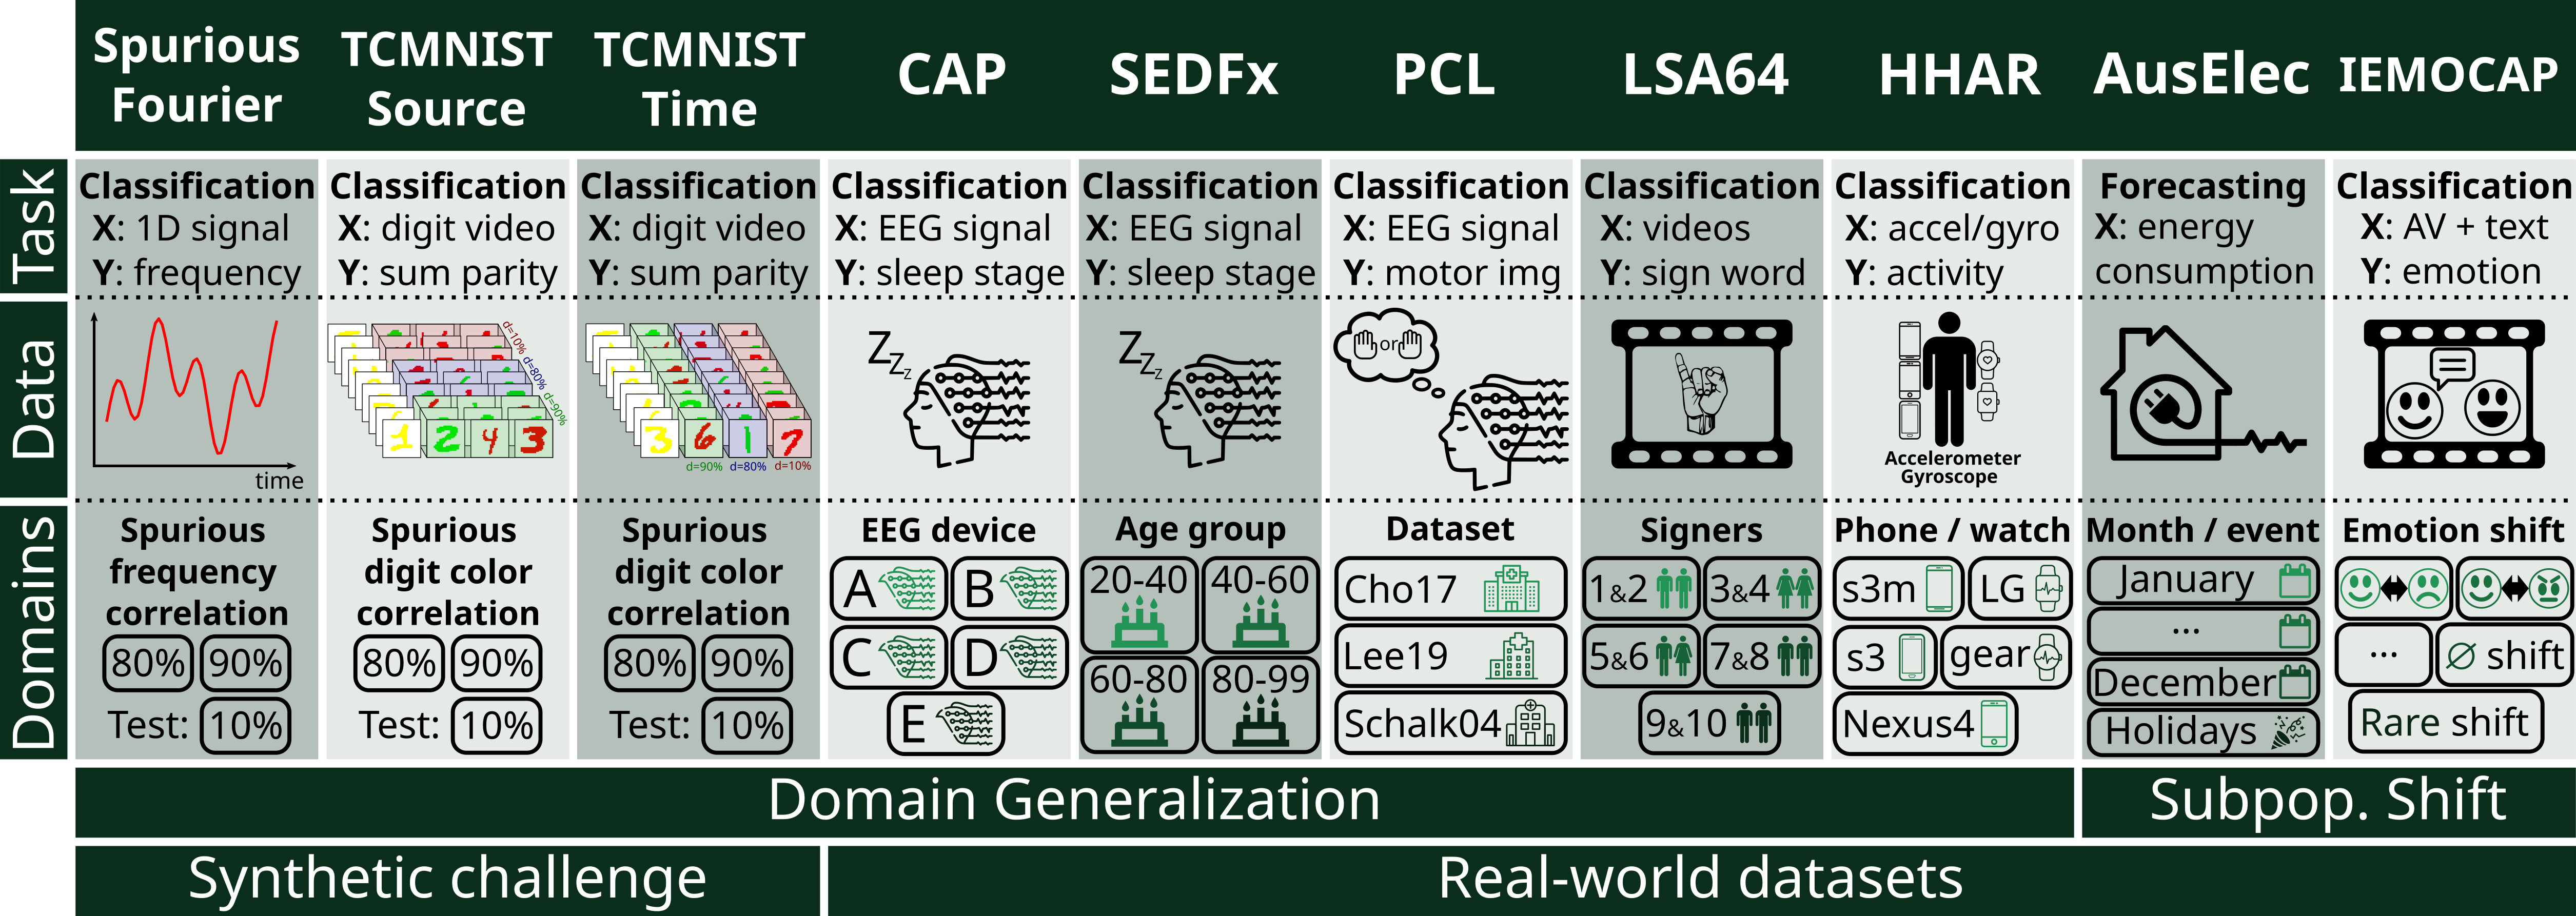 Spurious
Fourier
TCMNIST
Source
TCMNIST
Time
CAP
SEDFx
PCL
LSA64
HHAR
AusElec
IEMOCAP
Task
Classification
X: 1D signal
Y: frequency
Classification
X: digit video
Y: sum parity
Classification
X: digit video
Y: sum parity
Classification
X: EEG signal
Y: sleep stage
Classification
X: EEG signal
Y: sleep stage
Classification
X: EEG signal
Y: motor img
Classification
X: videos
Y: sign word
Classification
X: accel/gyro
Y: activity
Forecasting
X: energy
consumption
Classification
X: AV + text
Y: emotion
Data
time
d=10%
d=80%
d=90%
1 2 4 3
3 6 1 7
d=90% d=80% d=10%
ZZz
ZZz
or
Accelerometer
Gyroscope
Domains
Spurious
frequency
correlation
80% 90%
Test: 10%
Spurious
digit color
correlation
80% 90%
Test: 10%
Spurious
digit color
correlation
80% 90%
Test: 10%
EEG device
A B
C D
E
Age group
20-40 40-60
60-80 80-99
Dataset
Cho17
Lee19
Schalk04
Signers
1&2 3&4
5&6 7&8
9&10
Phone / watch
s3m LG
s3 gear
Nexus4
Month / event
January
...
December
Holidays
Emotion shift
... ∅ shift
Rare shift
Domain Generalization
Subpop. Shift
Synthetic challenge
Real-world datasets